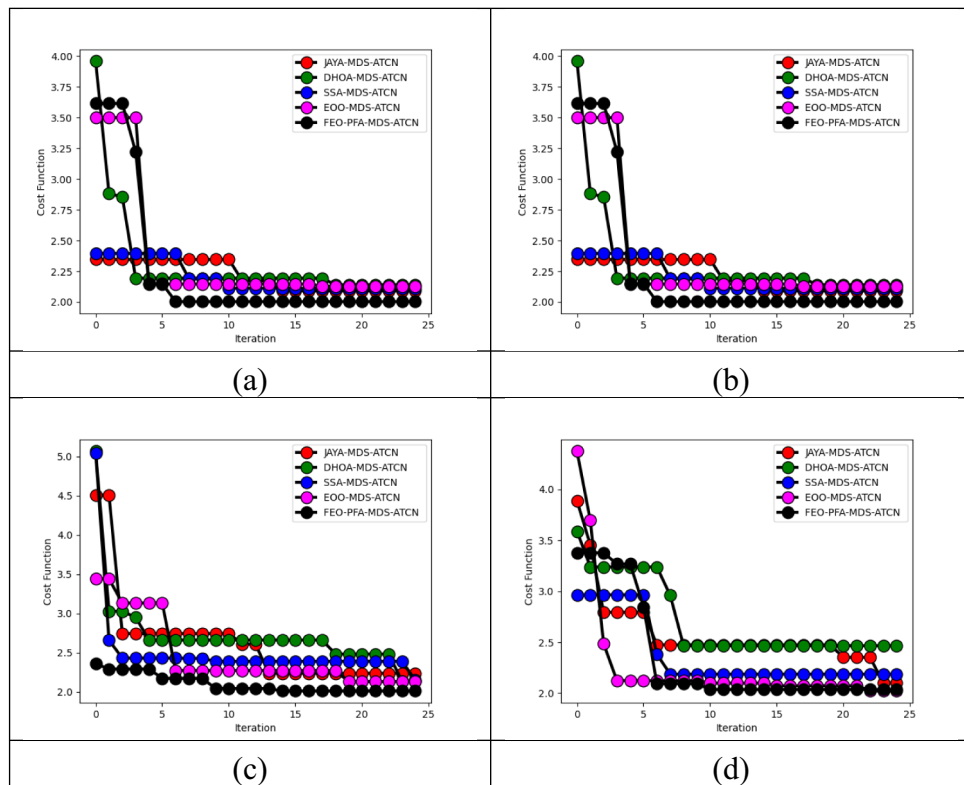 4.00
3.75
3.50
3.25
3.00
2.75
2.50
2.25
2.00
Cost Function
JAYA-MDS-ATCN
DHOA-MDS-ATCN
SSA-MDS-ATCN
EOO-MDS-ATCN
FEO-PFA-MDS-ATCN
0 5 10 15 20 25
Iteration
(a)
4.00
3.75
3.50
3.25
3.00
2.75
2.50
2.25
2.00
Cost Function
JAYA-MDS-ATCN
DHOA-MDS-ATCN
SSA-MDS-ATCN
EOO-MDS-ATCN
FEO-PFA-MDS-ATCN
0 5 10 15 20 25
Iteration
(b)
5.0
4.5
4.0
3.5
3.0
2.5
2.0
Cost Function
JAYA-MDS-ATCN
DHOA-MDS-ATCN
SSA-MDS-ATCN
EOO-MDS-ATCN
FEO-PFA-MDS-ATCN
0 5 10 15 20 25
Iteration
(c)
4.0
3.5
3.0
2.5
2.0
Cost Function
JAYA-MDS-ATCN
DHOA-MDS-ATCN
SSA-MDS-ATCN
EOO-MDS-ATCN
FEO-PFA-MDS-ATCN
0 5 10 15 20 25
Iteration
(d)